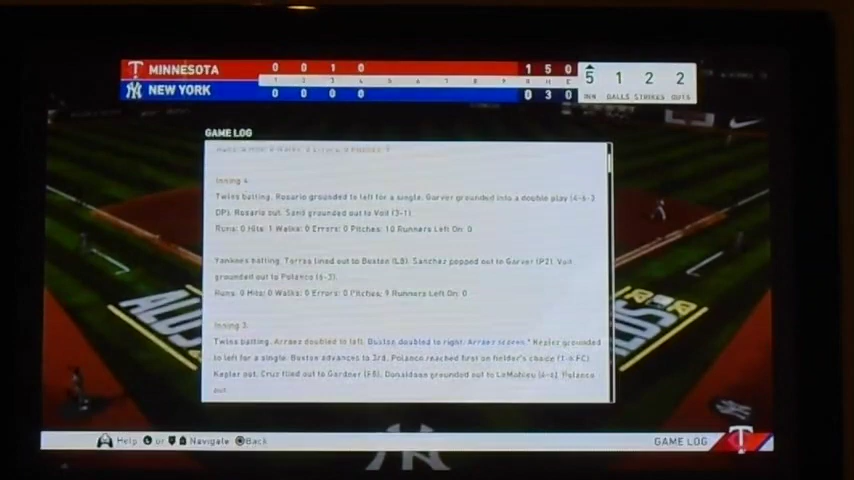 MINNESOTA 0 0 1 0 1 5 0
1 2 3 4 5 6 7 8 9 R H E
NEW YORK 0 0 0 0 0 3 0
5 1 2 2
INN BALLS STRIKES OUTS
GAME LOG
Inning 4:
Twins batting. Rosario grounded to left for a single. Garver grounded into a double play (4-6-3
DP). Rosario out. Sanó grounded out to Voit (3-1).
Runs: 0 Hits: 1 Walks: 0 Errors: 0 Pitches: 10 Runners Left On: 0
Yankees batting. Torres lined out to Buxton (L8). Sanchez popped out to Garver (P2). Voit
grounded out to Polanco (6-3).
Runs: 0 Hits: 0 Walks: 0 Errors: 0 Pitches: 9 Runners Left On: 0
Inning 3:
Twins batting. Arraez doubled to left. Buxton doubled to right. Arraez scores.* Kepler grounded
to left for a single. Buxton advances to 3rd. Polanco reached first on fielder's choice
Kepler out. Cruz flied out to Gardner (F8). Donaldson grounded out to LeMahieu Polanco
out.
Help or Navigate Back
GAME LOG